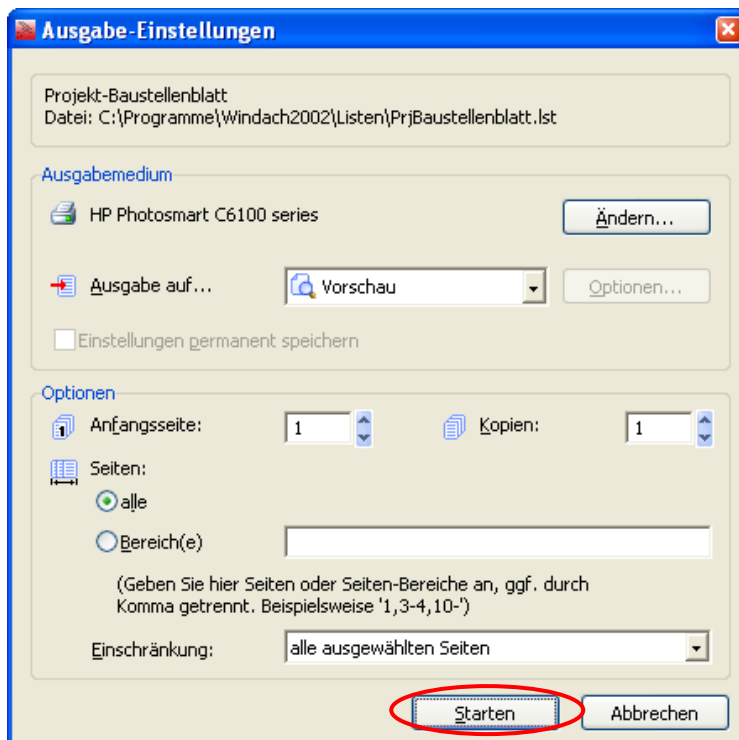 Ausgabe-Einstellungen
Projekt-Baustellenblatt
Datei: C:\Programme\Windach2002\Listen\PrjBaustellenblatt.lst
Ausgabemedium
HP Photosmart C6100 series
Ändern...
Ausgabe auf...
Vorschau
Optionen...
Einstellungen permanent speichern
Optionen
Anfangsseite:
1
Kopien:
1
Seiten:
alle
Bereich(e)
(Geben Sie hier Seiten oder Seiten-Bereiche an, ggf. durch
Komma getrennt. Beispielsweise '1,3-4,10-')
Einschränkung:
alle ausgewählten Seiten
Starten
Abbrechen